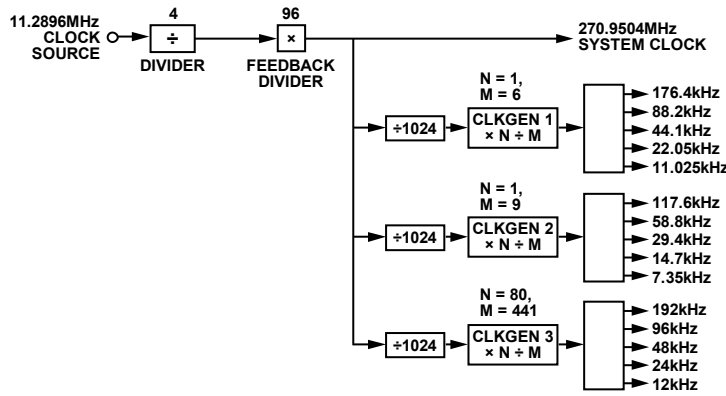 11.2896MHz
CLOCK
SOURCE
4
÷
DIVIDER
96
×
FEEDBACK
DIVIDER
270.9504MHz
SYSTEM CLOCK
N = 1,
M = 6
÷1024
CLKGEN 1
× N ÷ M
176.4kHz
88.2kHz
44.1kHz
22.05kHz
11.025kHz
N = 1,
M = 9
÷1024
CLKGEN 2
× N ÷ M
117.6kHz
58.8kHz
29.4kHz
14.7kHz
7.35kHz
N = 80,
M = 441
÷1024
CLKGEN 3
× N ÷ M
192kHz
96kHz
48kHz
24kHz
12kHz